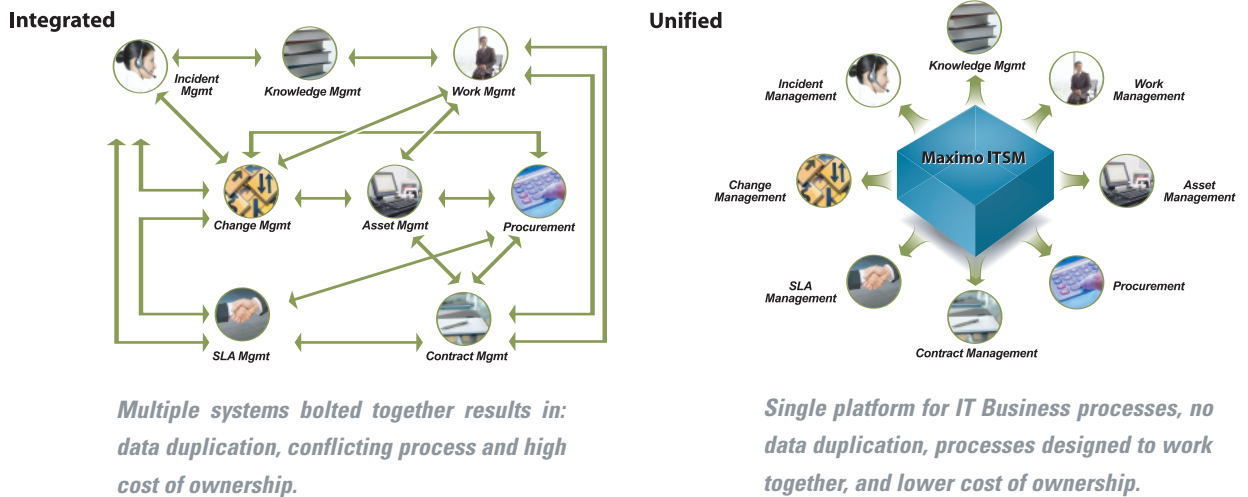 Integrated
Incident
Mgmt
Knowledge Mgmt
Work Mgmt
Change Mgmt
Asset Mgmt
Procurement
SLA Mgmt
Contract Mgmt
Multiple systems bolted together results in:
data duplication, conflicting process and high
cost of ownership.
Unified
Knowledge Mgmt
Incident
Management
Work
Management
Maximo ITSM
Change
Management
Asset
Management
SLA
Management
Procurement
Contract Management
Single platform for IT Business processes, no
data duplication, processes designed to work
together, and lower cost of ownership.